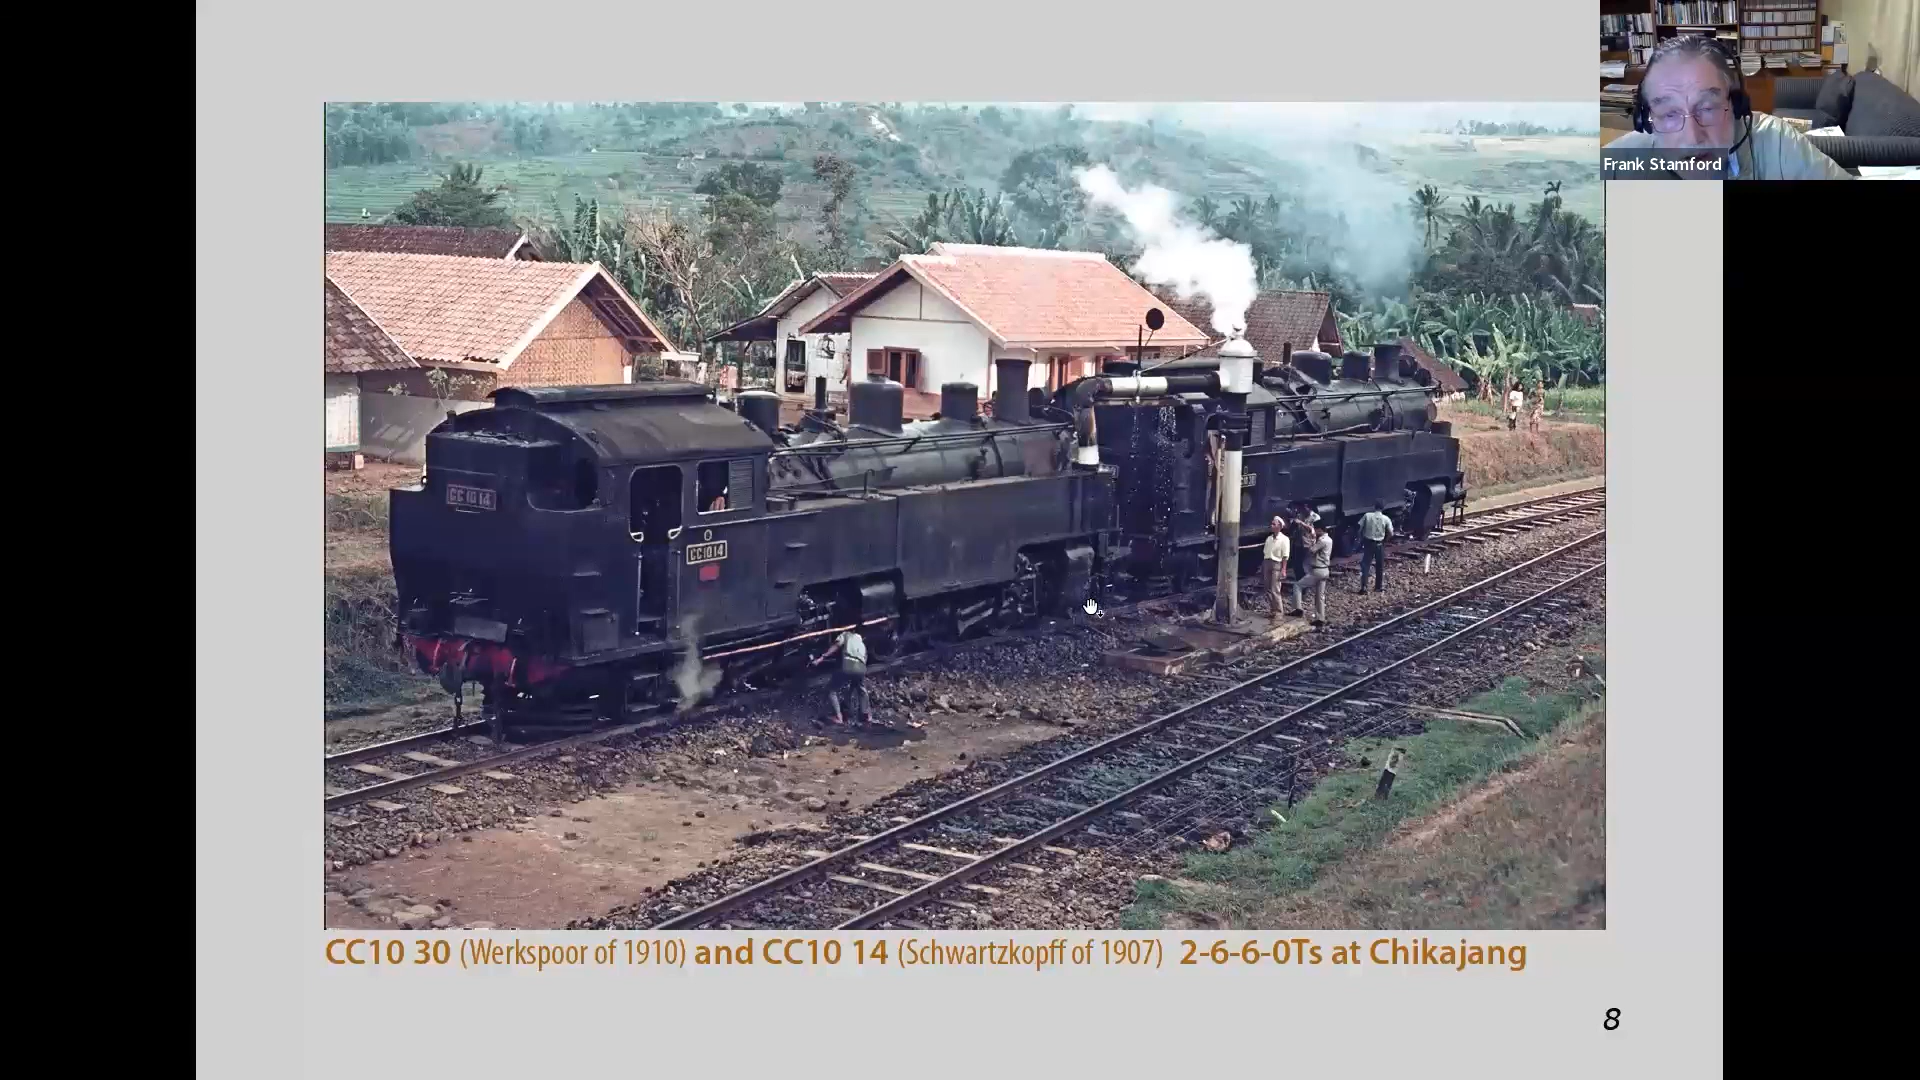 Frank Stamford
CC10 14
CC10 14
CC10 30 (Werkspoor of 1910) and CC10 14 (Schwartzkopff of 1907) 2-6-6-0Ts at Chikajang
8